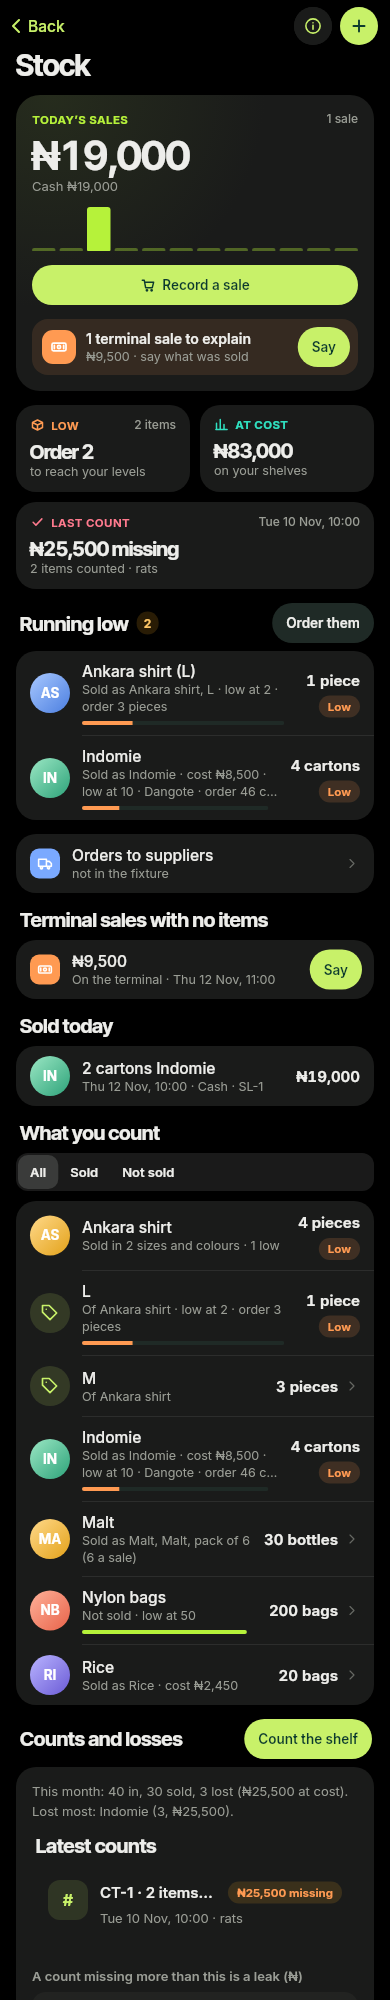 Back
Stock
TODAY'S SALES
1 sale
₦19,000
Cash ₦19,000
Record a sale
1 terminal sale to explain
₦9,500 · say what was sold
Say
LOW
2 items
Order 2
to reach your levels
AT COST
₦83,000
on your shelves
LAST COUNT
Tue 10 Nov, 10:00
₦25,500 missing
2 items counted · rats
Running low
2
Order them
AS
Ankara shirt (L)
Sold as Ankara shirt, L · low at 2 ·
order 3 pieces
1 piece
Low
IN
Indomie
Sold as Indomie · cost ₦8,500 ·
low at 10 · Dangote · order 46 c...
4 cartons
Low
Orders to suppliers
not in the fixture
Terminal sales with no items
₦9,500
On the terminal · Thu 12 Nov, 11:00
Say
Sold today
IN
2 cartons Indomie
Thu 12 Nov, 10:00 · Cash · SL-1
₦19,000
What you count
All
Sold
Not sold
AS
Ankara shirt
Sold in 2 sizes and colours · 1 low
4 pieces
Low
L
Of Ankara shirt · low at 2 · order 3
pieces
1 piece
Low
M
Of Ankara shirt
3 pieces
IN
Indomie
Sold as Indomie · cost ₦8,500 ·
low at 10 · Dangote · order 46 c...
4 cartons
Low
MA
Malt
Sold as Malt, Malt, pack of 6
(6 a sale)
30 bottles
NB
Nylon bags
Not sold · low at 50
200 bags
RI
Rice
Sold as Rice · cost ₦2,450
20 bags
Counts and losses
Count the shelf
This month: 40 in, 30 sold, 3 lost (₦25,500 at cost).
Lost most: Indomie (3, ₦25,500).
Latest counts
#
CT-1 · 2 items...
₦25,500 missing
Tue 10 Nov, 10:00 · rats
A count missing more than this is a leak (₦)